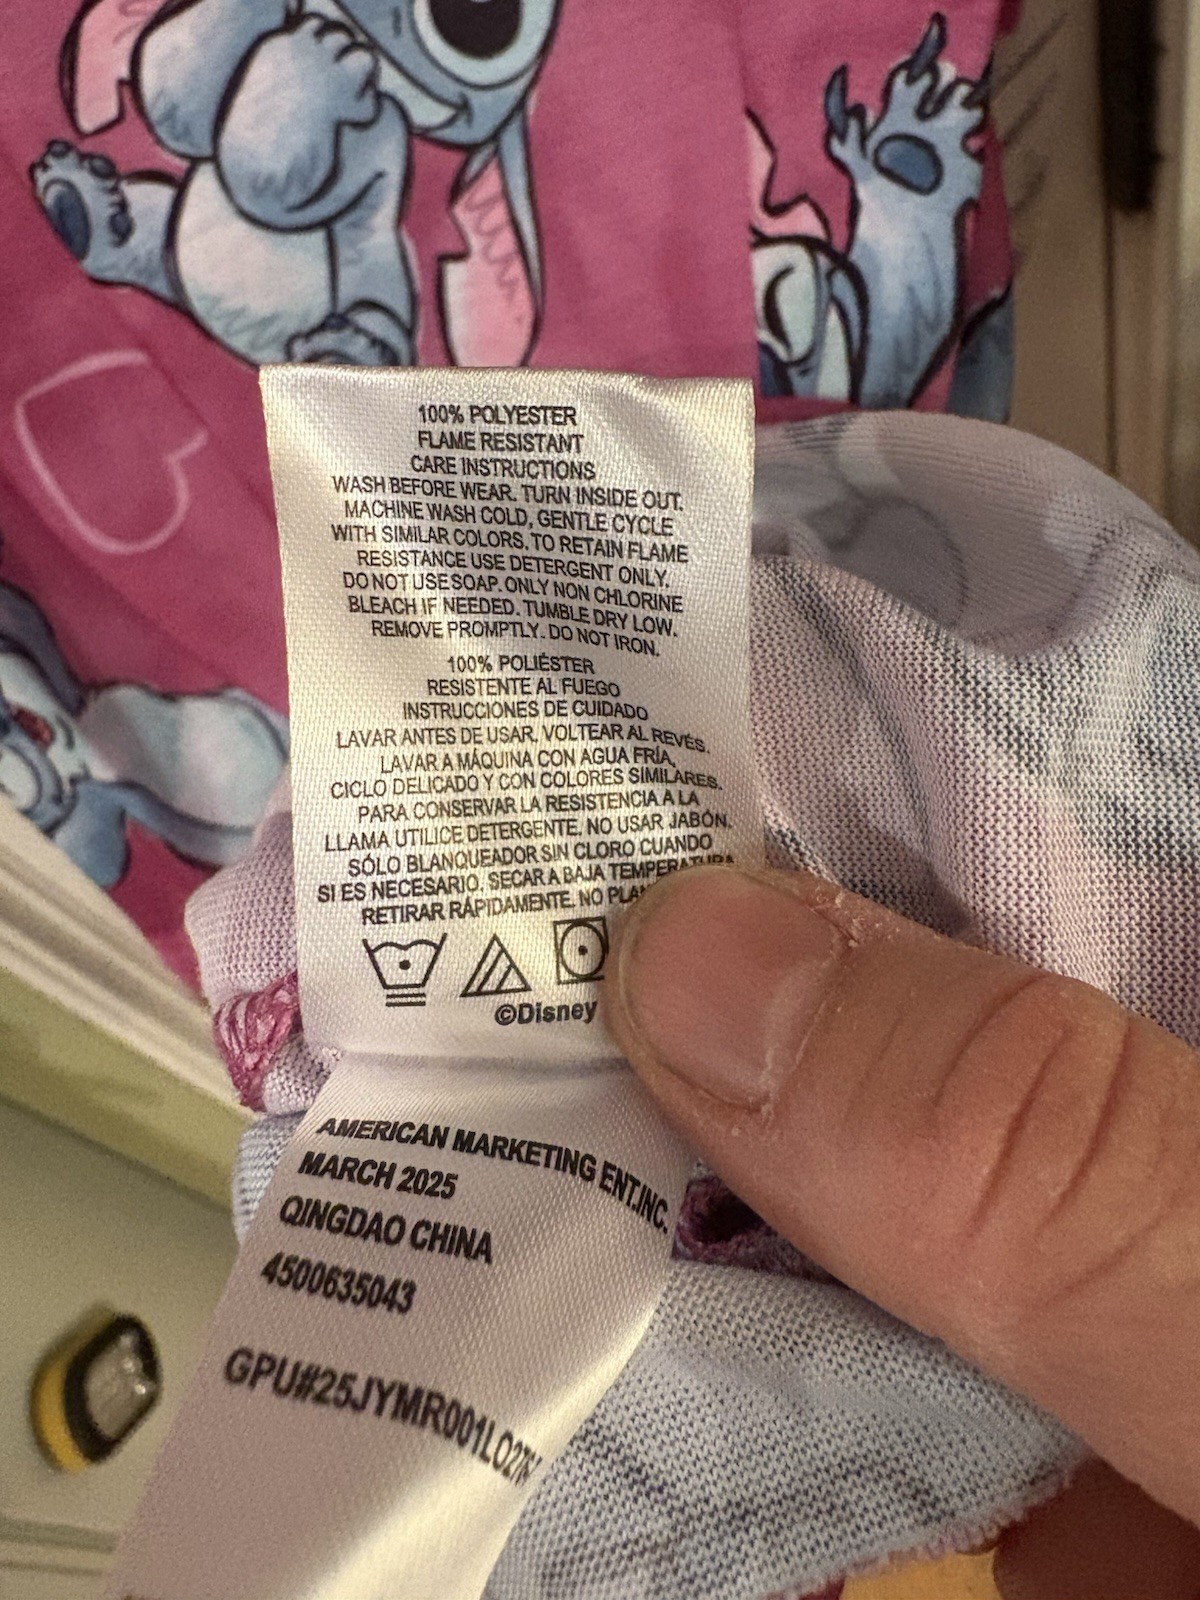 100% POLYESTER
FLAME RESISTANT
CARE INSTRUCTIONS
WASH BEFORE WEAR. TURN INSIDE OUT.
MACHINE WASH COLD, GENTLE CYCLE
WITH SIMILAR COLORS. TO RETAIN FLAME
RESISTANCE USE DETERGENT ONLY.
DO NOT USE SOAP. ONLY NON CHLORINE
BLEACH IF NEEDED. TUMBLE DRY LOW.
REMOVE PROMPTLY. DO NOT IRON.
100% POLIÉSTER
RESISTENTE AL FUEGO
INSTRUCCIONES DE CUIDADO
LAVAR ANTES DE USAR. VOLTEAR AL REVÉS.
LAVAR A MÁQUINA CON AGUA FRÍA,
CICLO DELICADO Y CON COLORES SIMILARES.
PARA CONSERVAR LA RESISTENCIA A LA
LLAMA UTILICE DETERGENTE. NO USAR JABÓN.
SÓLO BLANQUEADOR SIN CLORO CUANDO
SI ES NECESARIO. SECAR A BAJA TEMPERATURA
RETIRAR RÁPIDAMENTE. NO
©Disney
AMERICAN MARKETING ENT.INC.
MARCH 2025
QINGDAO CHINA
4500635043